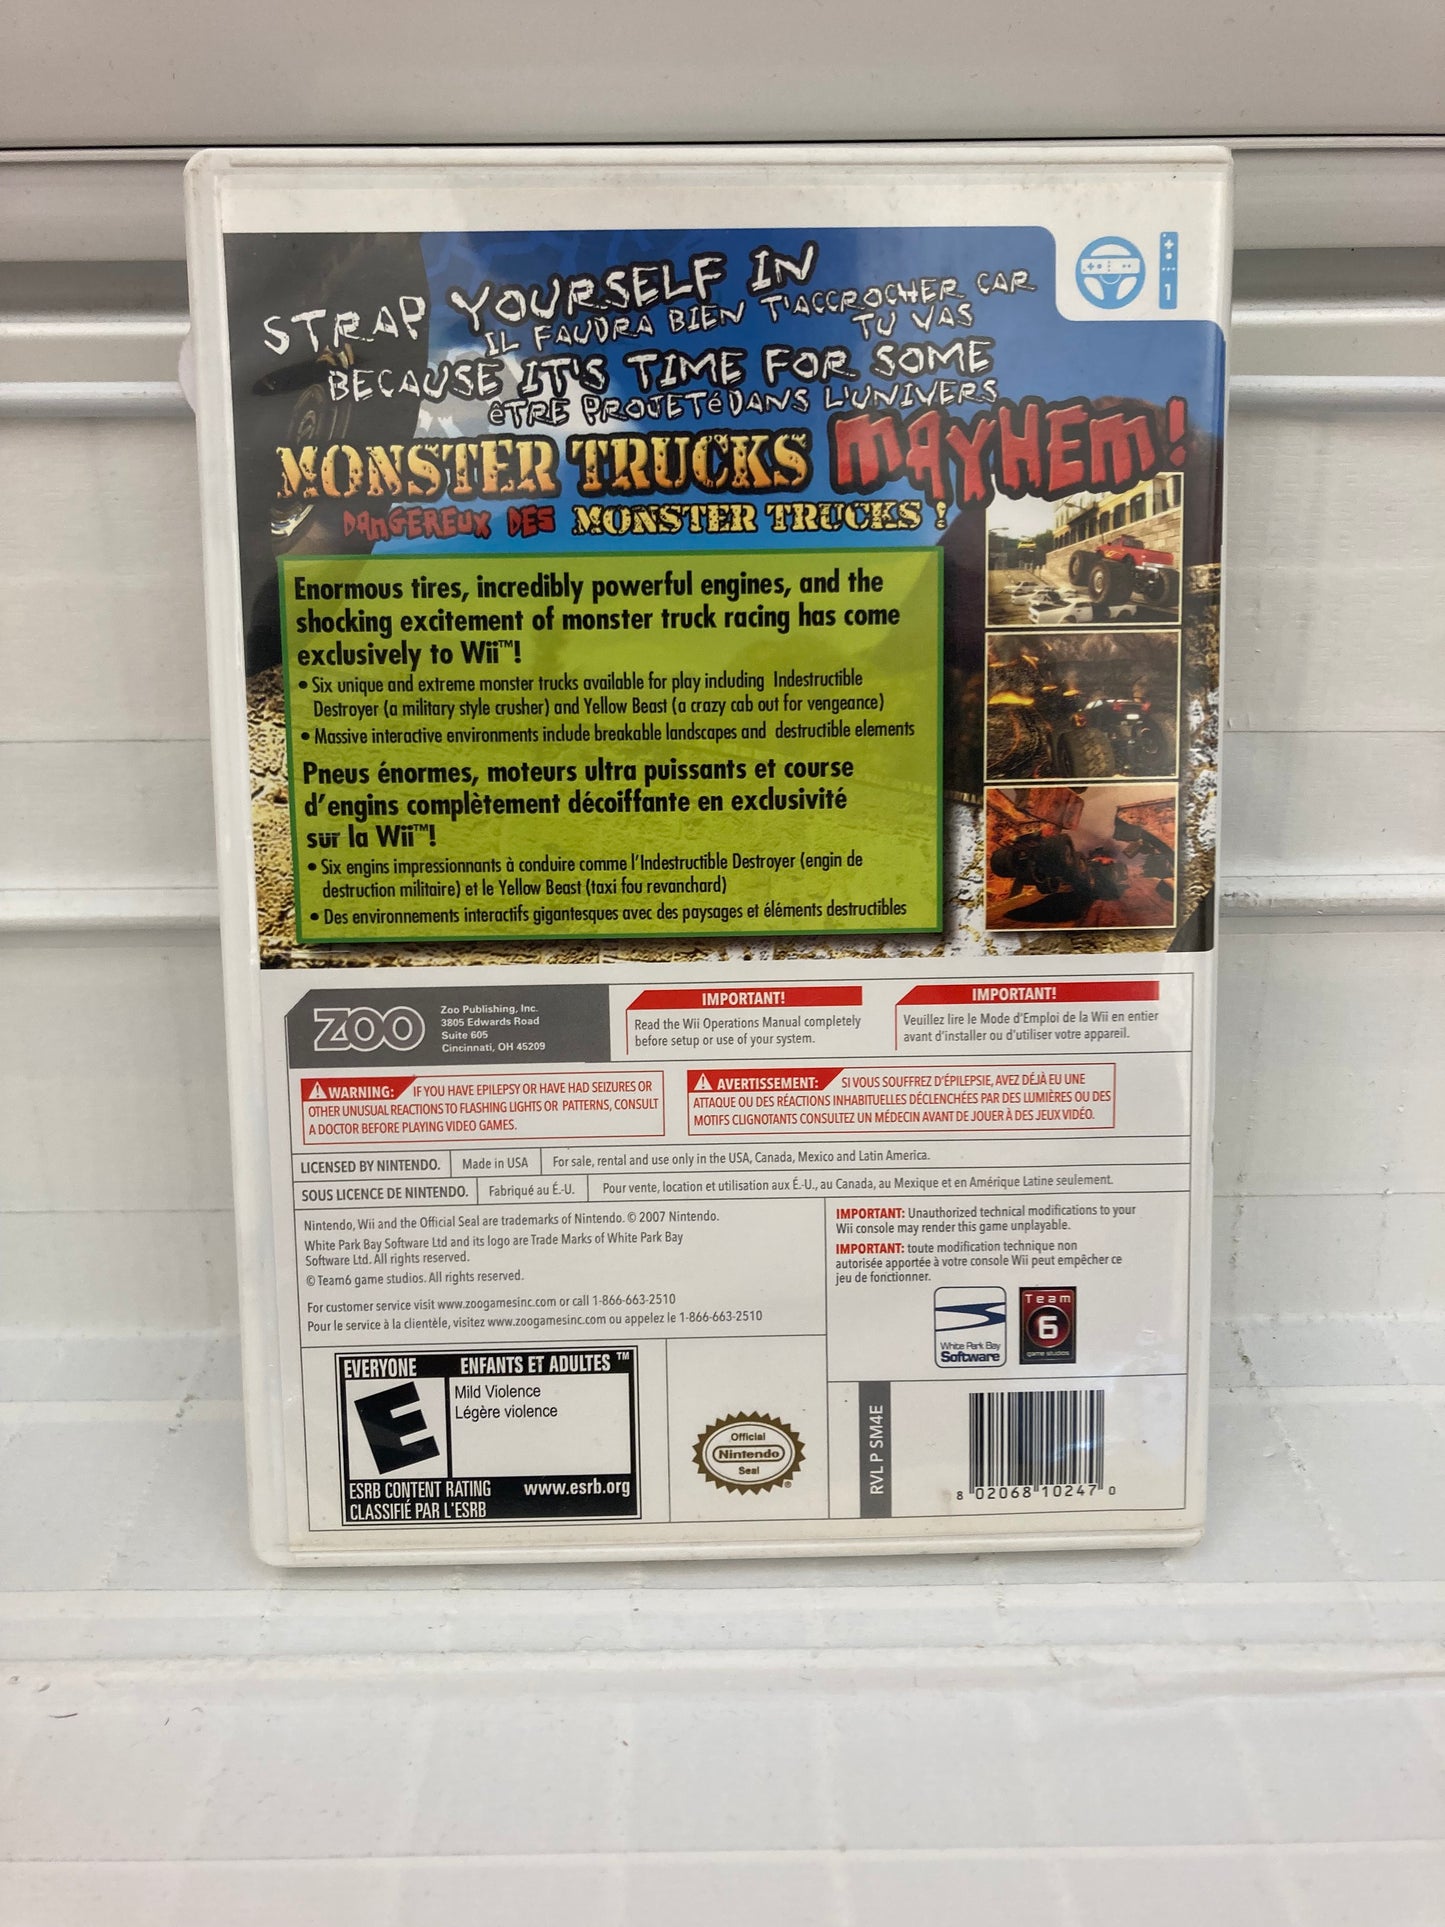 STRAP YOURSELF IN
IL FAUDRA BIEN T'ACCROCHER CAR
TU VAS
BECAUSE IT'S TIME FOR SOME
êTRE PROJETé DANS L'UNIVERS
MONSTER TRUCKS MAYHEM!
DANGEREUX DES MONSTER TRUCKS !
1
Enormous tires, incredibly powerful engines, and the
shocking excitement of monster truck racing has come
exclusively to Wii™!
• Six unique and extreme monster trucks available for play including Indestructible
Destroyer (a military style crusher) and Yellow Beast (a crazy cab out for vengeance)
• Massive interactive environments include breakable landscapes and destructible elements
Pneus énormes, moteurs ultra puissants et course
d'engins complètement décoiffante en exclusivité
sur la Wii™!
• Six engins impressionnants à conduire comme l'Indestructible Destroyer (engin de
destruction militaire) et le Yellow Beast (taxi fou revanchard)
• Des environnements interactifs gigantesques avec des paysages et éléments destructibles
ZOO
Zoo Publishing, Inc.
3805 Edwards Road
Suite 605
Cincinnati, OH 45209
IMPORTANT!
Read the Wii Operations Manual completely
before setup or use of your system.
IMPORTANT!
Veuillez lire le Mode d'Emploi de la Wii en entier
avant d'installer ou d'utiliser votre appareil.
WARNING: IF YOU HAVE EPILEPSY OR HAVE HAD SEIZURES OR
OTHER UNUSUAL REACTIONS TO FLASHING LIGHTS OR PATTERNS, CONSULT
A DOCTOR BEFORE PLAYING VIDEO GAMES.
AVERTISSEMENT: SI VOUS SOUFFREZ D'ÉPILEPSIE, AVEZ DÉJÀ EU UNE
ATTAQUE OU DES RÉACTIONS INHABITUELLES DÉCLENCHÉES PAR DES LUMIÈRES OU DES
MOTIFS CLIGNOTANTS CONSULTEZ UN MÉDECIN AVANT DE JOUER À DES JEUX VIDÉO.
LICENSED BY NINTENDO. Made in USA For sale, rental and use only in the USA, Canada, Mexico and Latin America.
SOUS LICENCE DE NINTENDO. Fabriqué au É.-U. Pour vente, location et utilisation aux É.-U., au Canada, au Mexique et en Amérique Latine seulement.
Nintendo, Wii and the Official Seal are trademarks of Nintendo. © 2007 Nintendo.
White Park Bay Software Ltd and its logo are Trade Marks of White Park Bay
Software Ltd. All rights reserved.
© Team6 game studios. All rights reserved.
For customer service visit www.zoogamesinc.com or call 1-866-663-2510
Pour le service à la clientèle, visitez www.zoogamesinc.com ou appelez le 1-866-663-2510
IMPORTANT: Unauthorized technical modifications to your
Wii console may render this game unplayable.
IMPORTANT: toute modification technique non
autorisée apportée à votre console Wii peut empêcher ce
jeu de fonctionner.
White Park Bay
Software
Team
6
game studios
EVERYONE ENFANTS ET ADULTES ™
E
Mild Violence
Légère violence
ESRB CONTENT RATING www.esrb.org
CLASSIFIÉ PAR L'ESRB
Official
Nintendo
Seal
®
RVL P SM4E
8 02068 10247 0